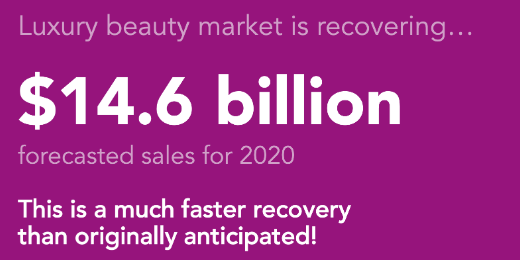 Luxury beauty market is recovering...
$14.6 billion
forecasted sales for 2020
This is a much faster recovery
than originally anticipated!